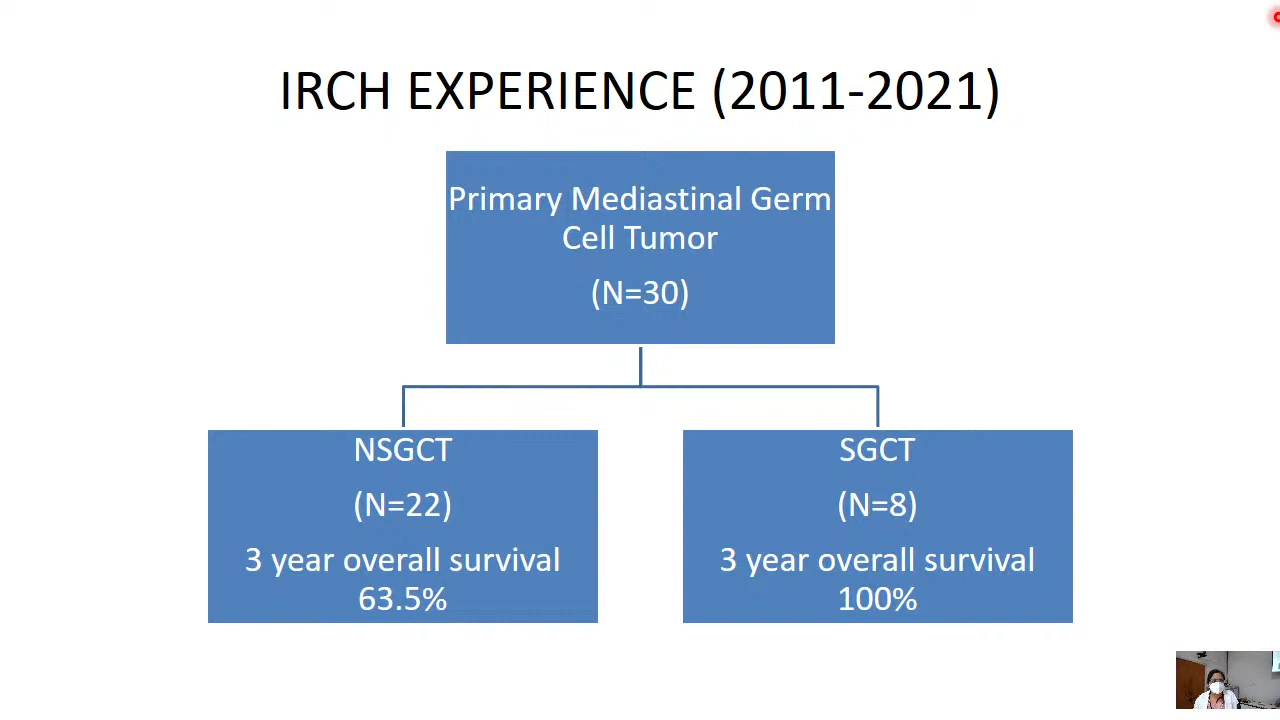 IRCH EXPERIENCE (2011-2021)
Primary Mediastinal Germ
Cell Tumor
(N=30)
NSGCT
(N=22)
3 year overall survival
63.5%
SGCT
(N=8)
3 year overall survival
100%